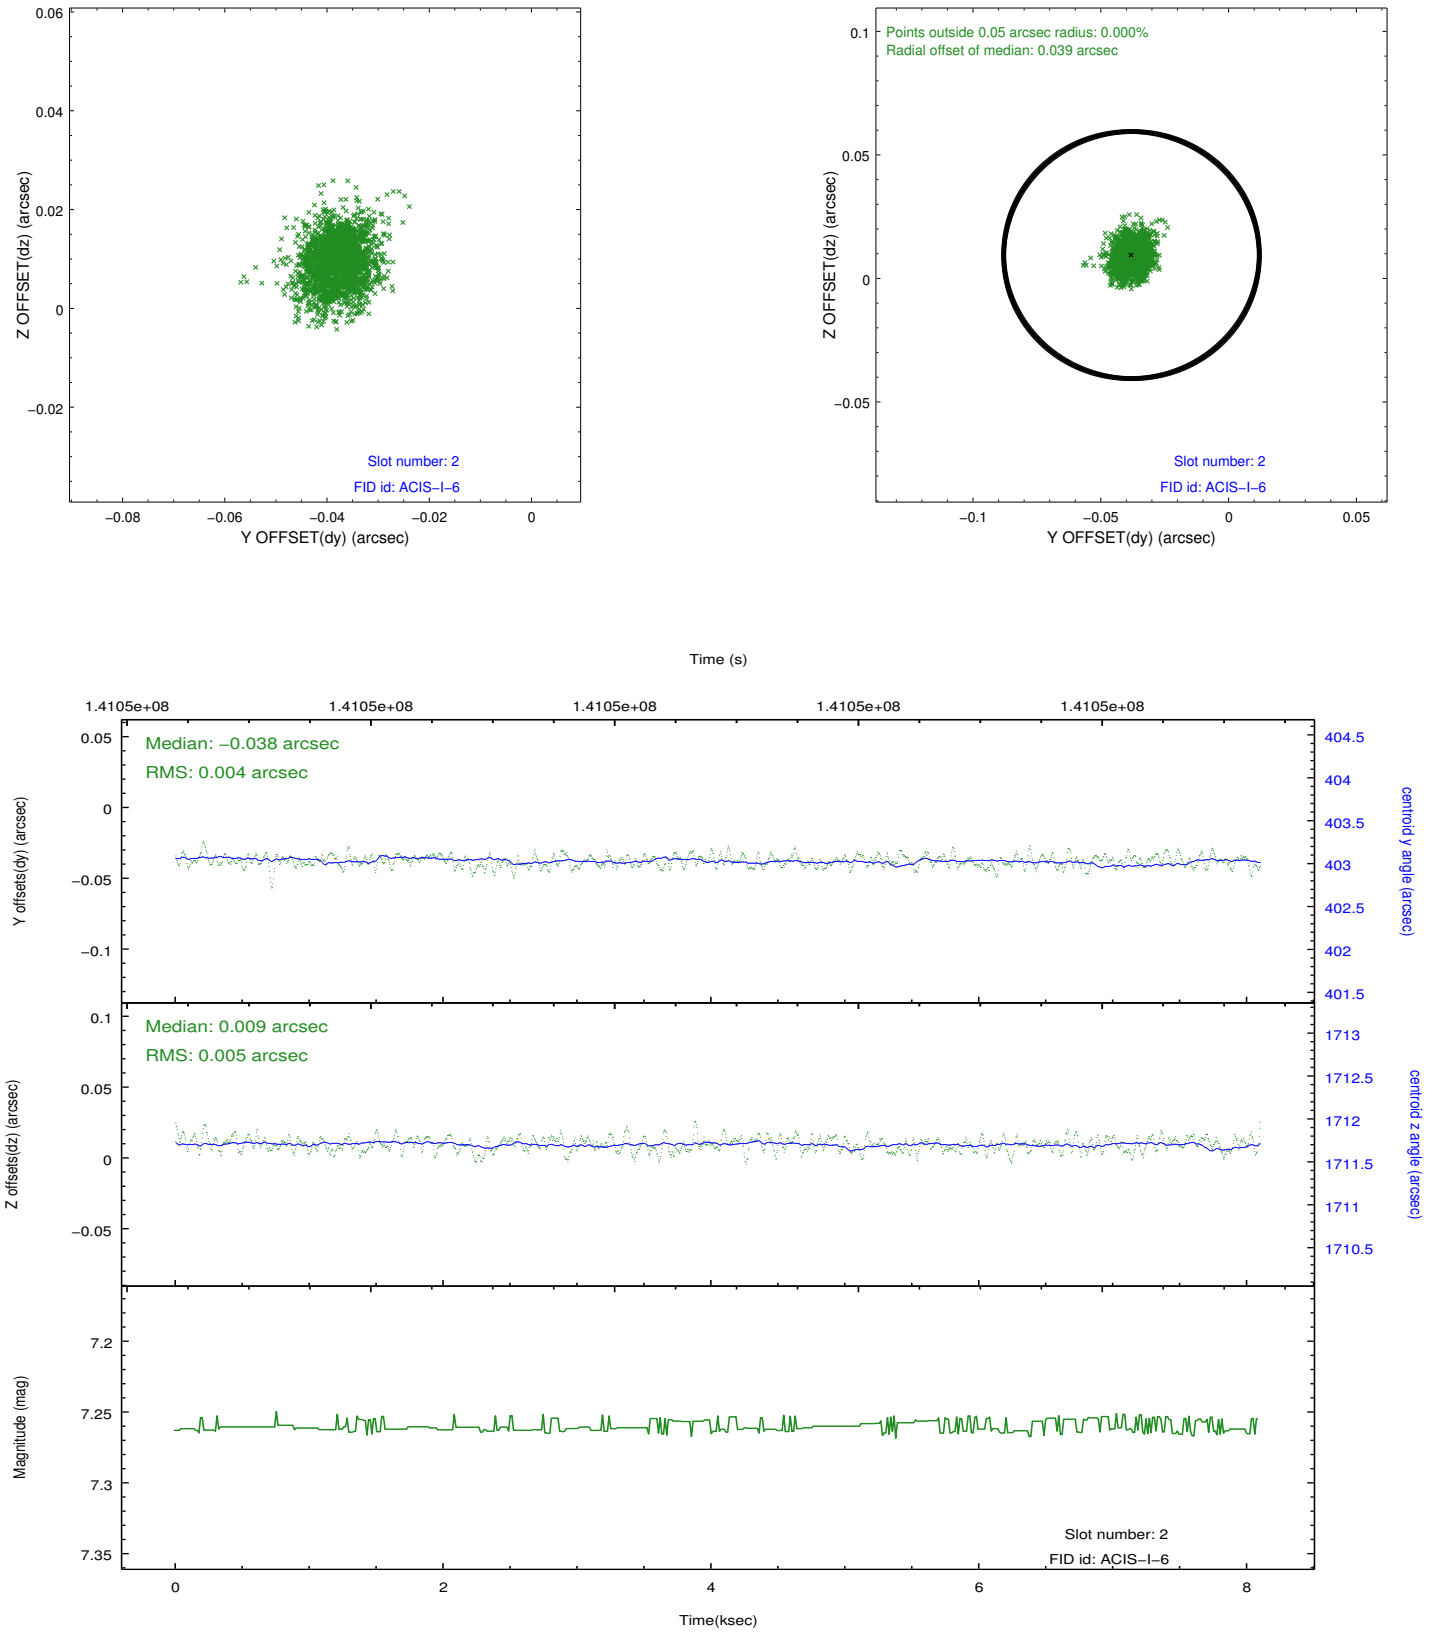 0.06
0.04
0.02
0
−0.02
Z OFFSET(dz) (arcsec)
Slot number: 2
FID id: ACIS−I−6
−0.08 −0.06 −0.04 −0.02 0
Y OFFSET(dy) (arcsec)
Points outside 0.05 arcsec radius: 0.000%
Radial offset of median: 0.039 arcsec
0.1
0.05
0
−0.05
Z OFFSET(dz) (arcsec)
Slot number: 2
FID id: ACIS−I−6
−0.1 −0.05 0 0.05
Y OFFSET(dy) (arcsec)
Time (s)
1.4105e+08 1.4105e+08 1.4105e+08 1.4105e+08 1.4105e+08
Median: −0.038 arcsec
RMS: 0.004 arcsec
0.05
0
−0.05
−0.1
Y offsets(dy) (arcsec)
404.5
404
403.5
403
402.5
402
401.5
centroid y angle (arcsec)
Median: 0.009 arcsec
RMS: 0.005 arcsec
0.1
0.05
0
−0.05
Z offsets(dz) (arcsec)
1713
1712.5
1712
1711.5
1711
1710.5
centroid z angle (arcsec)
7.2
7.25
7.3
7.35
Magnitude (mag)
Slot number: 2
FID id: ACIS−I−6
0 2 4 6 8
Time(ksec)